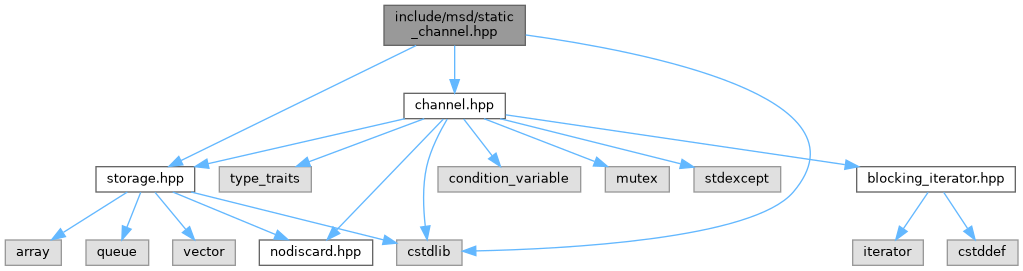 include/msd/static
_channel.hpp
channel.hpp
storage.hpp
type_traits
condition_variable
mutex
stdexcept
blocking_iterator.hpp
array
queue
vector
nodiscard.hpp
cstdlib
iterator
cstddef